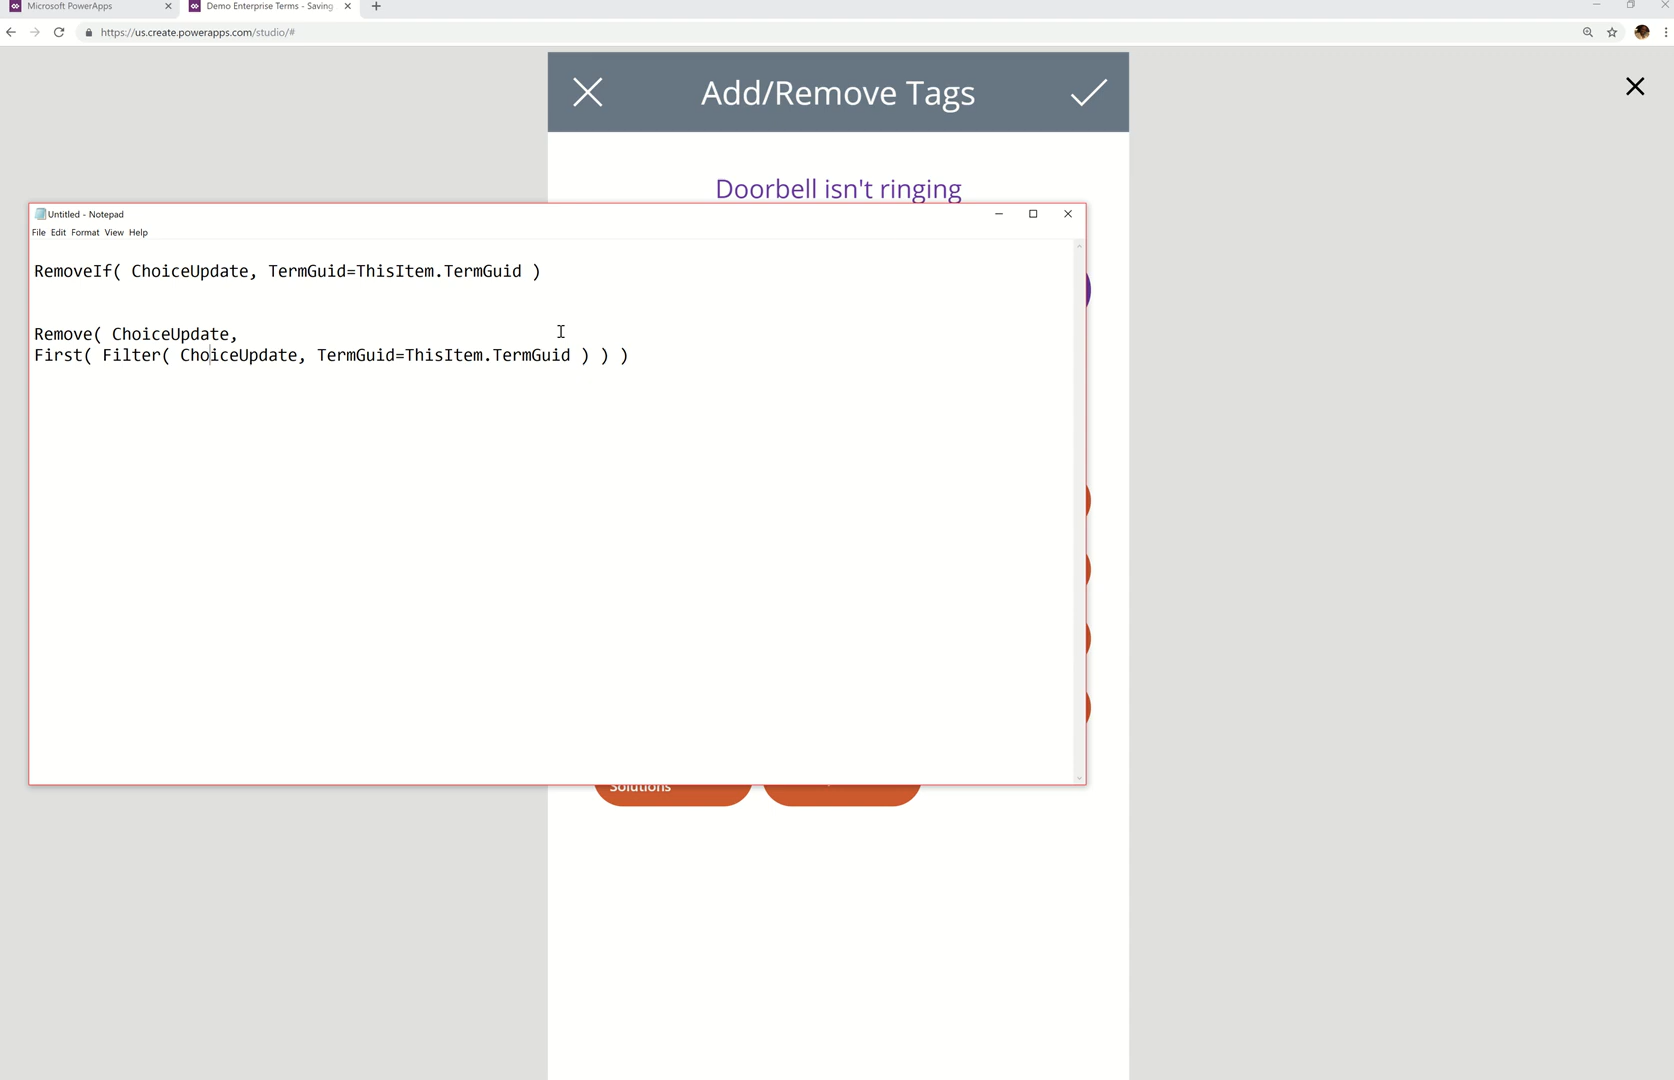 Microsoft PowerApps
Demo Enterprise Terms - Saving
https://us.create.powerapps.com/studio/#
Add/Remove Tags
Doorbell isn't ringing
Untitled - Notepad
File Edit Format View Help
RemoveIf( ChoiceUpdate, TermGuid=ThisItem.TermGuid )
Remove( ChoiceUpdate,
First( Filter( ChoiceUpdate, TermGuid=ThisItem.TermGuid ) ) )
Solutions